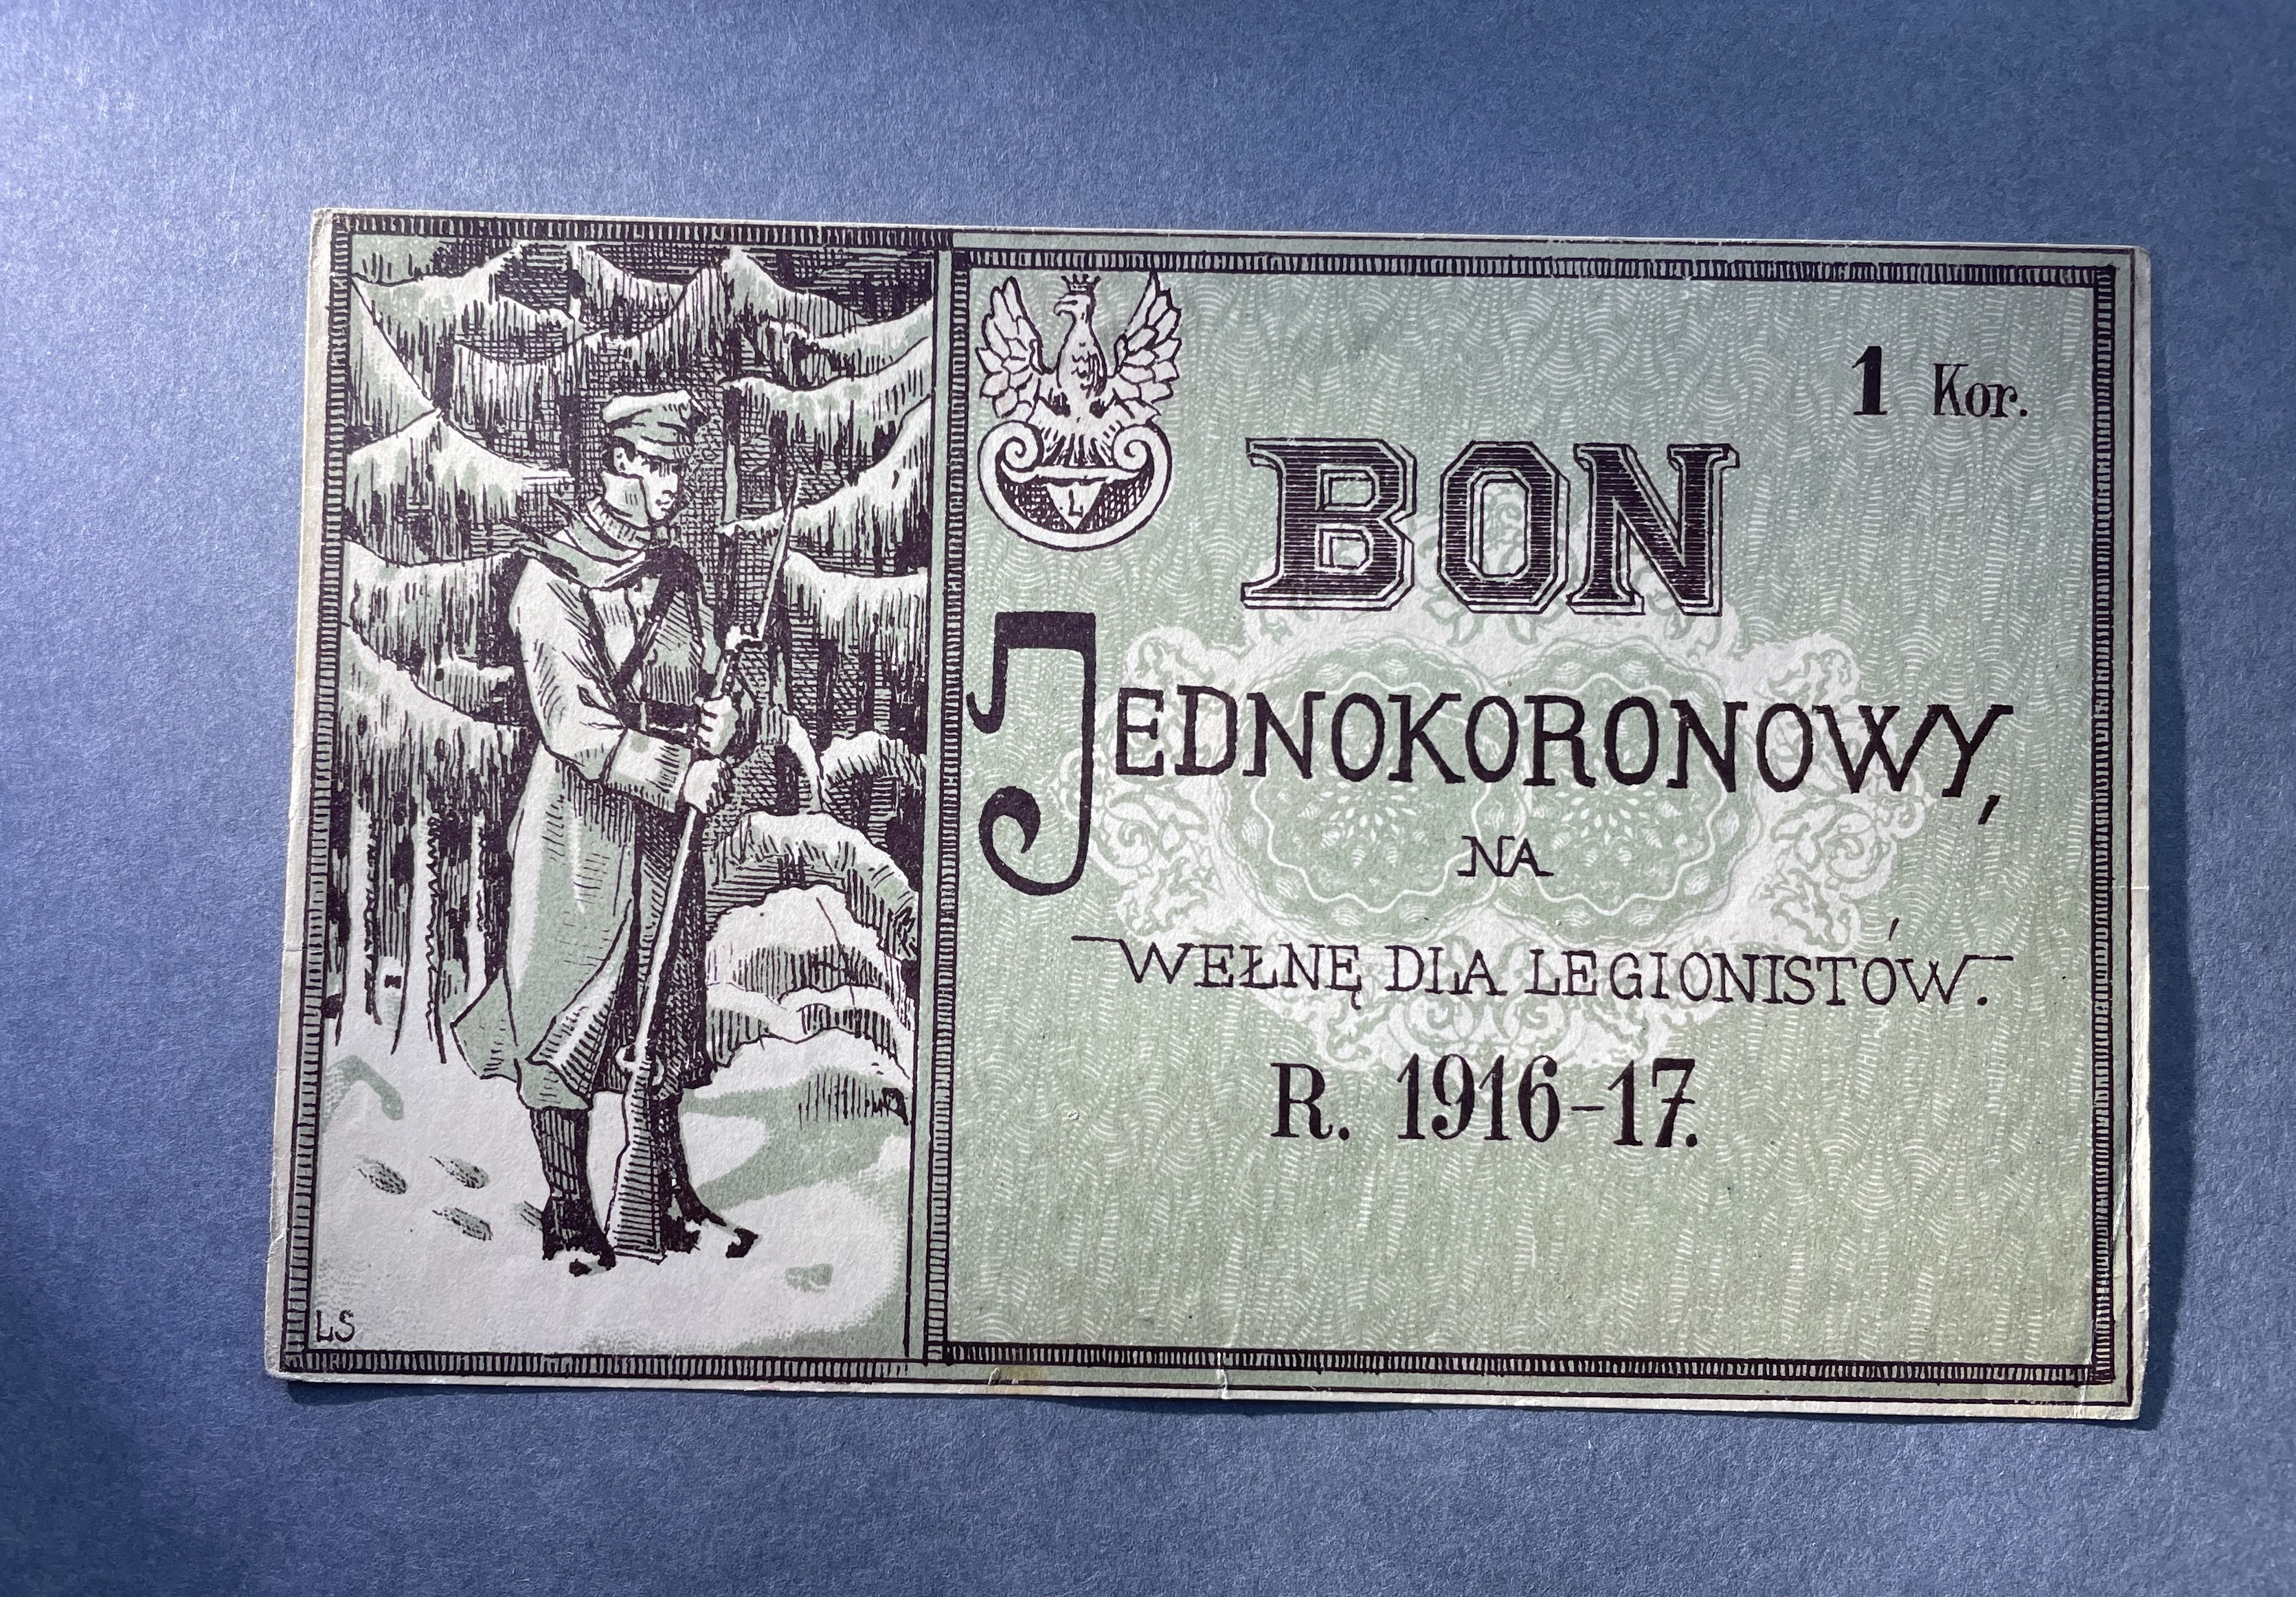 L
1 Kor.
BON
JEDNOKORONOWY,
NA
WEŁNĘ DLA LEGIONISTÓW.
R. 1916-17.
LS